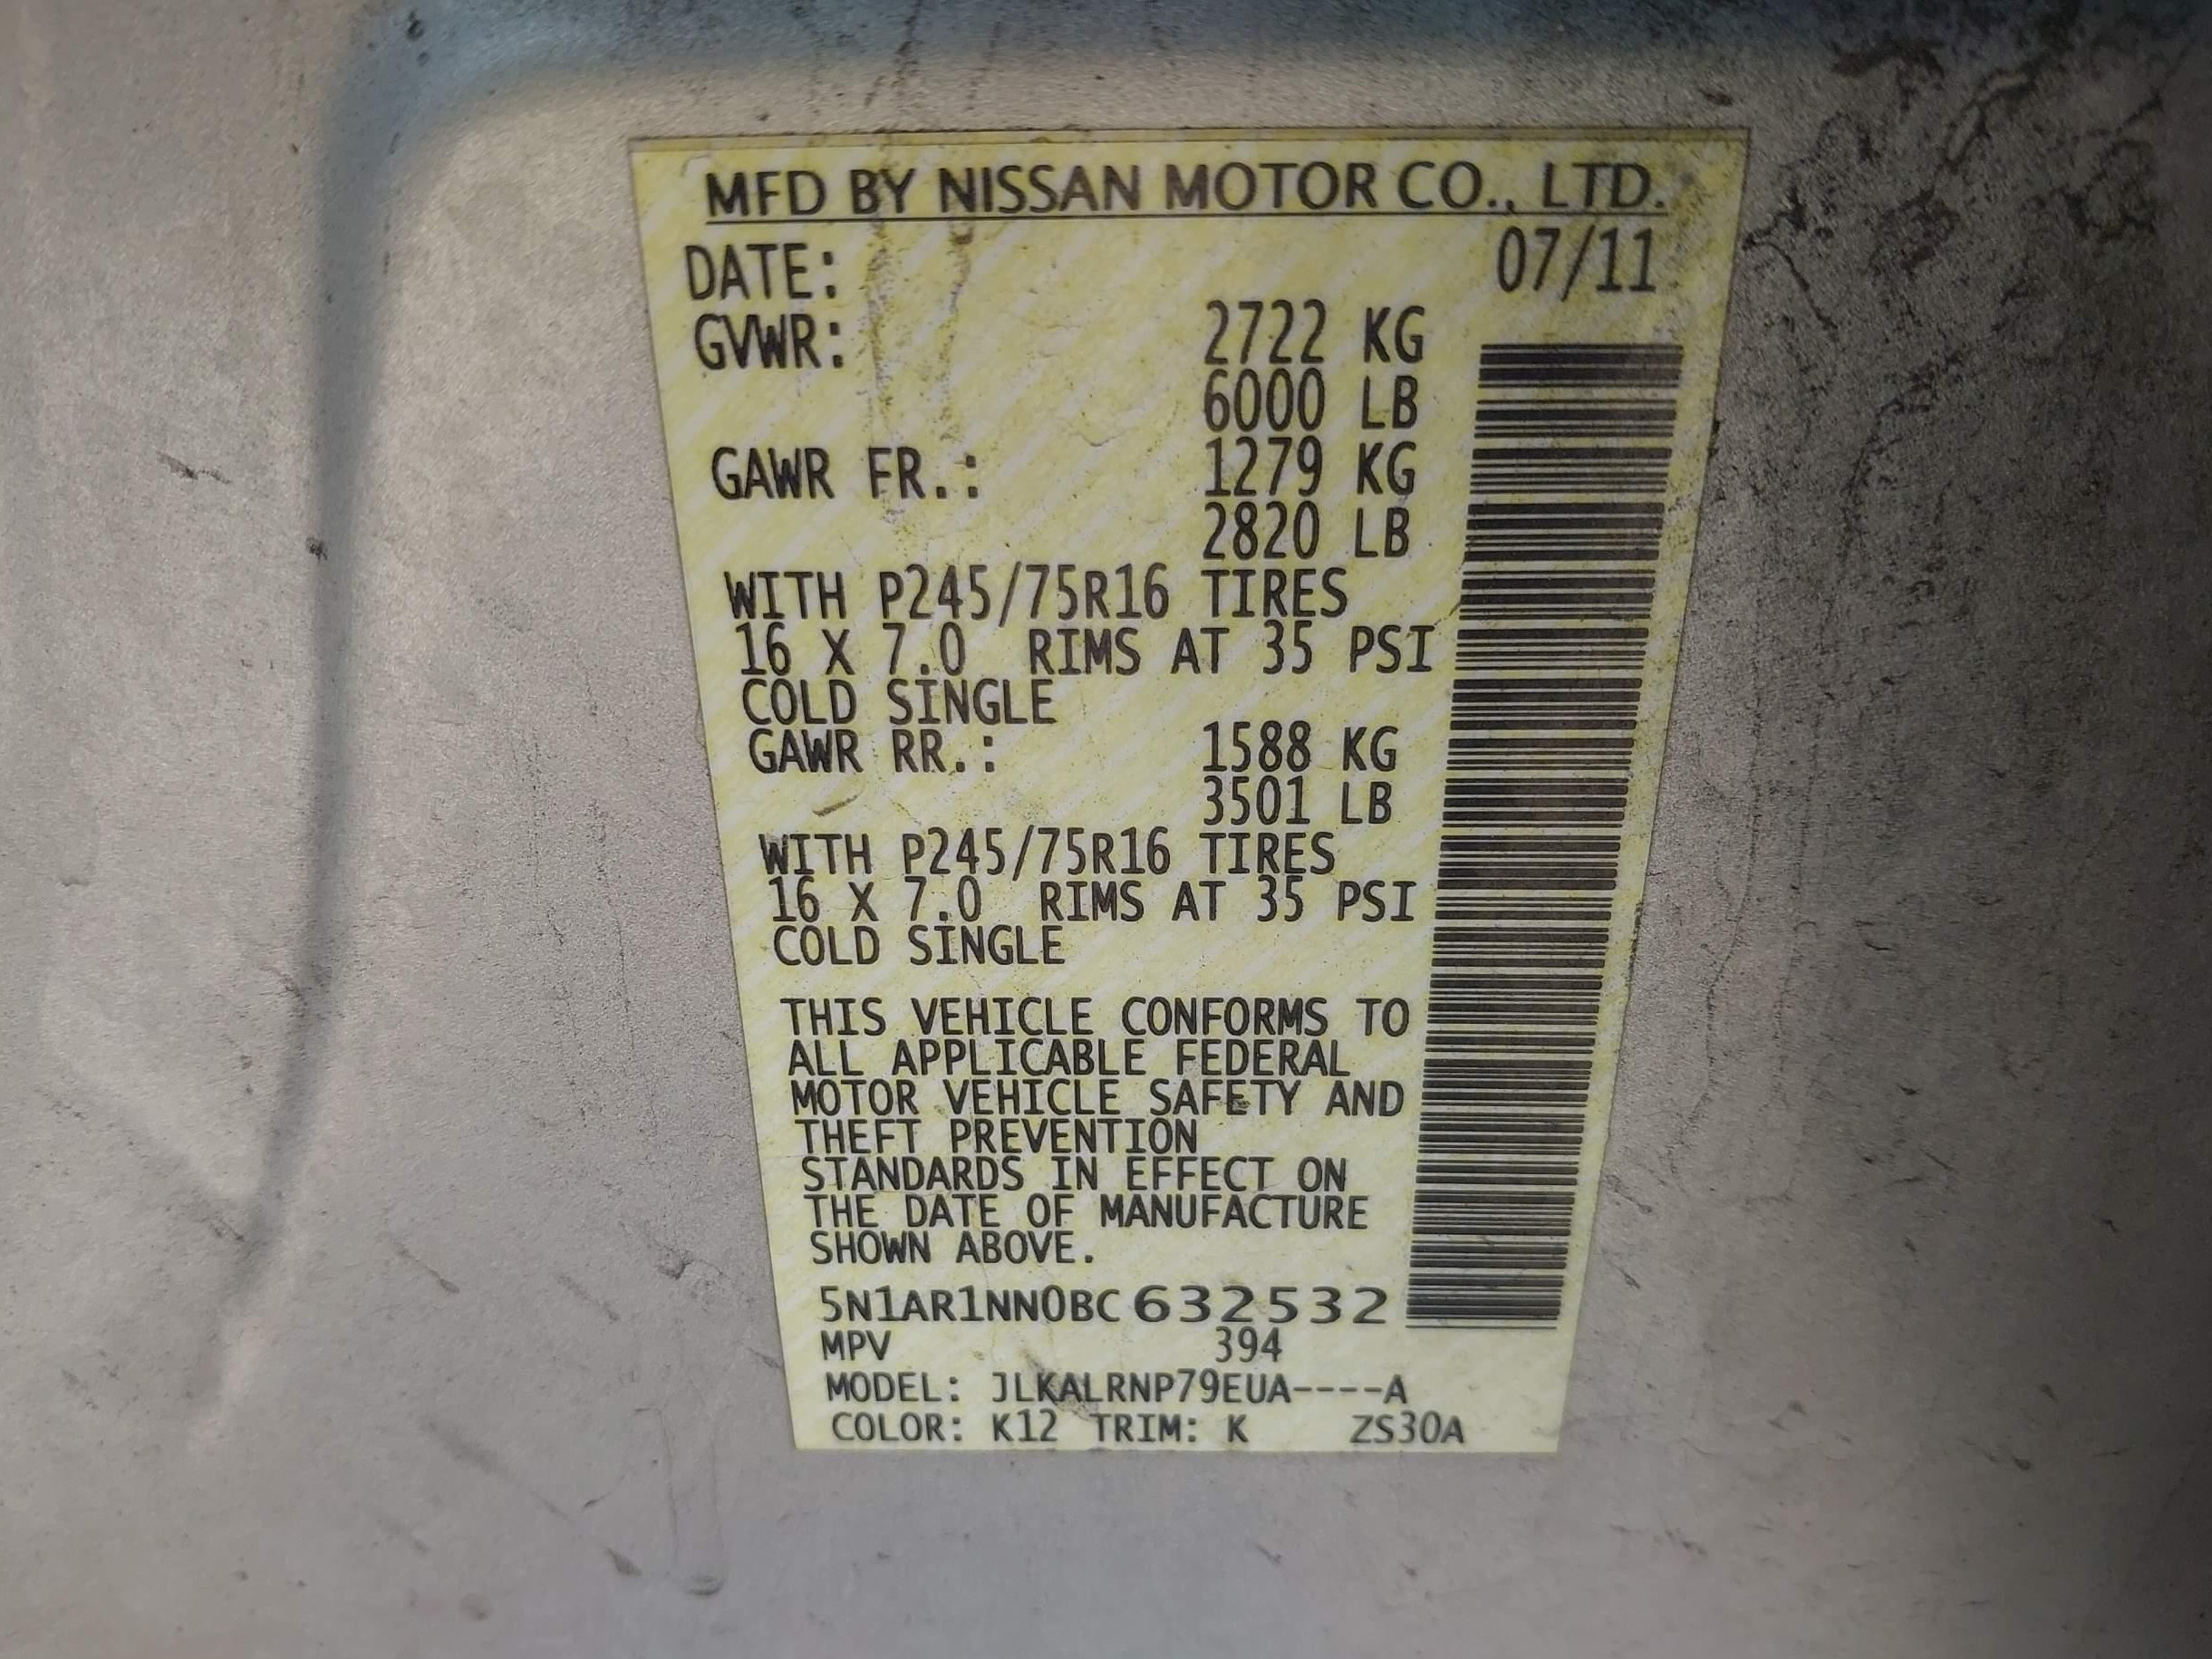 MFD BY NISSAN MOTOR CO., LTD.
DATE: 07/11
GVWR: 2722 KG
6000 LB
GAWR FR.: 1279 KG
2820 LB
WITH P245/75R16 TIRES
16 X 7.0 RIMS AT 35 PSI
COLD SINGLE
GAWR RR.: 1588 KG
3501 LB
WITH P245/75R16 TIRES
16 X 7.0 RIMS AT 35 PSI
COLD SINGLE
THIS VEHICLE CONFORMS TO
ALL APPLICABLE FEDERAL
MOTOR VEHICLE SAFETY AND
THEFT PREVENTION
STANDARDS IN EFFECT ON
THE DATE OF MANUFACTURE
SHOWN ABOVE.
5N1AR1NN0BC632532
MPV 394
MODEL: JLKALRNP79EUA----A
COLOR: K12 TRIM: K ZS30A